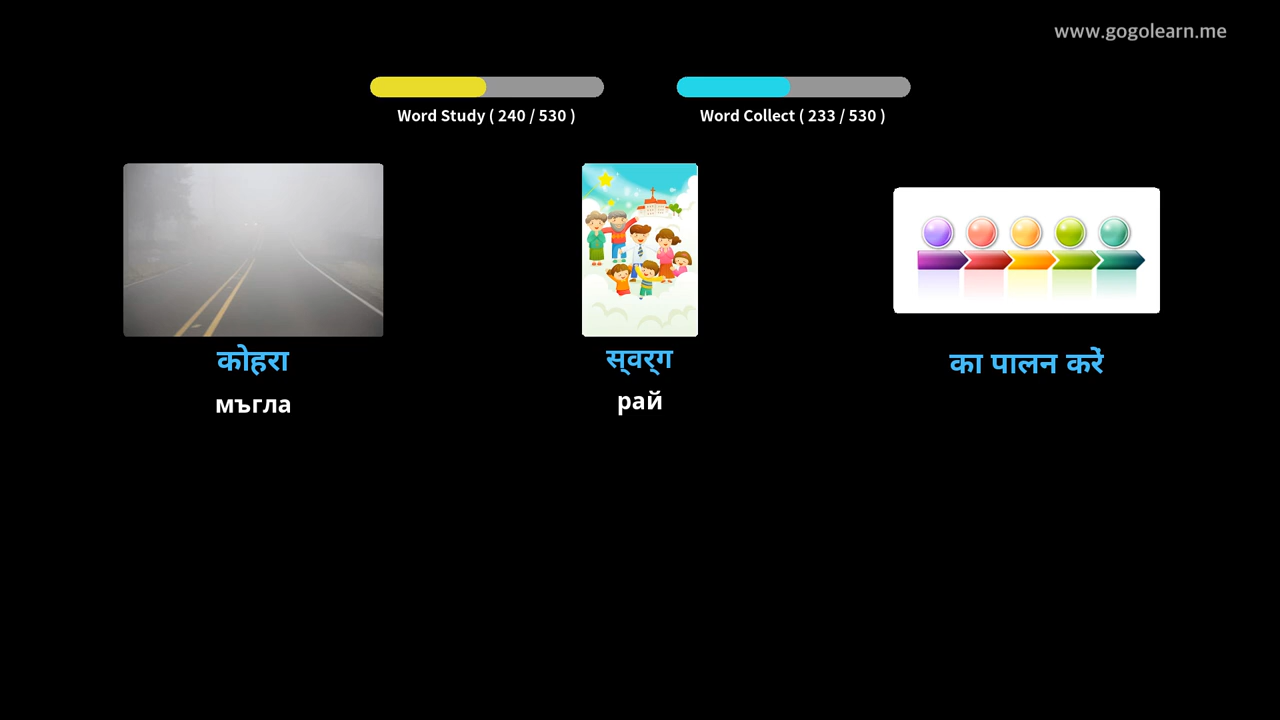 www.gogolearn.me
Word Study ( 240 / 530 )
Word Collect ( 233 / 530 )
कोहरा
स्वर्ग
का पालन करें
мъгла
рай